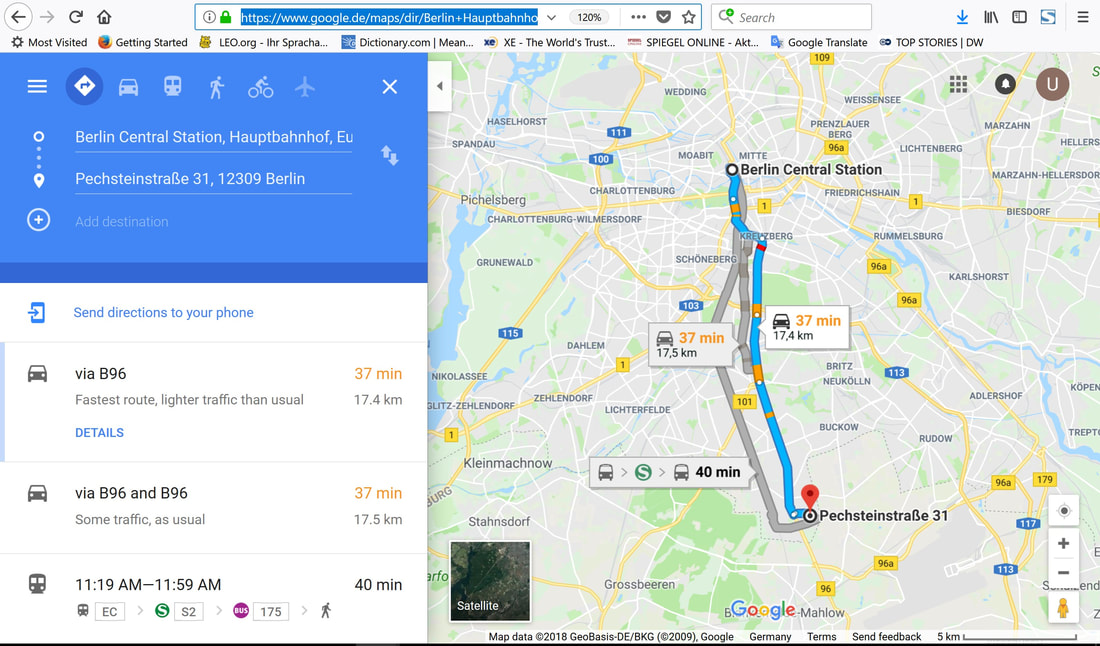 https://www.google.de/maps/dir/Berlin+Hauptbahnho
120%
Search
Most Visited
Getting Started
LEO.org - Ihr Spracha...
Dictionary.com | Mean...
XE - The World's Trust...
SPIEGEL ONLINE - Akt...
Google Translate
TOP STORIES | DW
Berlin Central Station, Hauptbahnhof, Eu
Pechsteinstraße 31, 12309 Berlin
Add destination
Send directions to your phone
via B96
37 min
Fastest route, lighter traffic than usual
17.4 km
DETAILS
via B96 and B96
37 min
Some traffic, as usual
17.5 km
11:19 AM—11:59 AM
40 min
EC
S
S2
BUS
175
U
109
WEDDING
WEISSENSEE
HASELHORST
111
PRENZLAUER
BERG
MARZAHN
SPANDAU
96a
LICHTENBERG
HELLERS
100
MOABIT
MITTE
Berlin Central Station
MARZAHN-HELLERSDOR
CHARLOTTENBURG
FRIEDRICHSHAIN
Pichelsberg
1
1
BIESDORF
CHARLOTTENBURG-WILMERSDORF
KREUZBERG
RUMMELSBURG
GRUNEWALD
SCHÖNEBERG
96a
KARLSHORST
103
96a
37 min
17,4 km
115
37 min
17,5 km
DAHLEM
1
BRITZ
NEUKÖLLN
113
NIKOLASSEE
KÖPEN
ADLERSHOF
101
GLITZ-ZEHLENDORF
ZEHLENDORF
LICHTERFELDE
BUCKOW
RUDOW
TREPTO
1
Kleinmachnow
S
40 min
96a
179
BURG
Pechsteinstraße 31
Stahnsdorf
117
96a
113
Großbeeren
96
Satellite
Google
Mahlow
Map data ©2018 GeoBasis-DE/BKG (©2009), Google
Germany
Terms
Send feedback
5 km